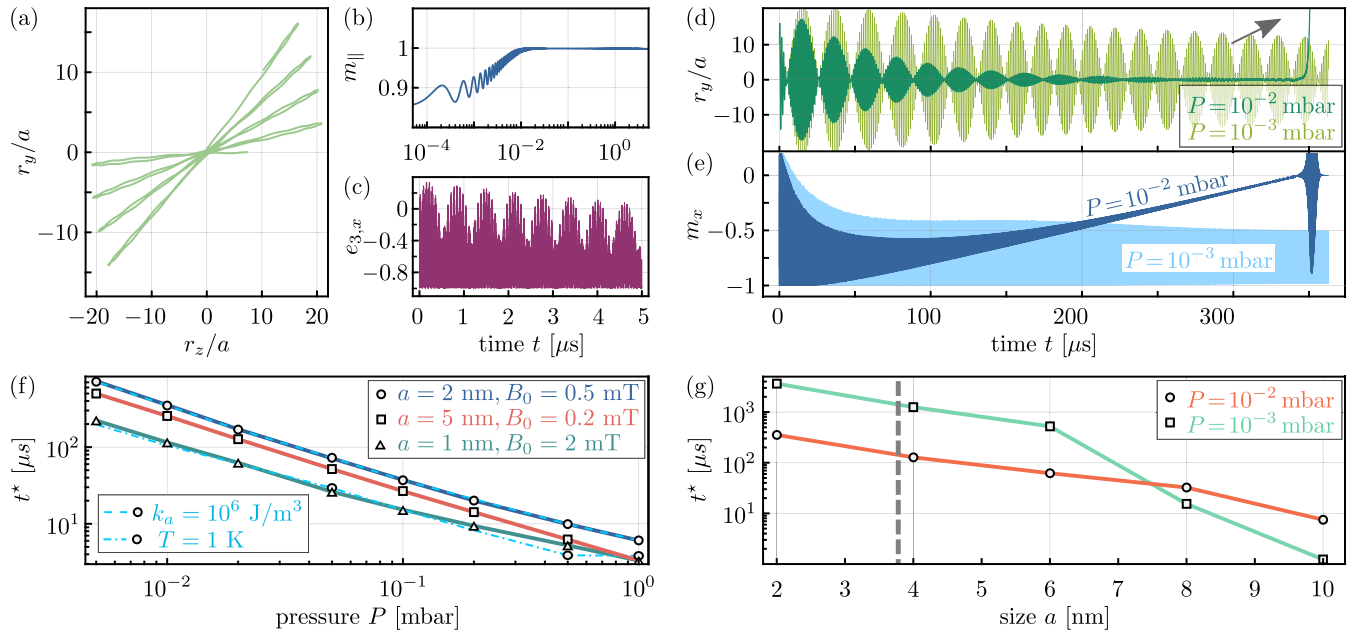 (a)
10
0
−10
r_y/a
−20 −10 0 10 20
r_z/a
(b)
1
0.9
m_∥
10^−4 10^−2 10^0
(c)
0
−0.4
−0.8
e_{3,x}
0 1 2 3 4 5
time t [μs]
(d)
10
0
−10
r_y/a
P = 10^−2 mbar
P = 10^−3 mbar
(e)
0
−0.5
−1
m_x
P = 10^−2 mbar
P = 10^−3 mbar
0 100 200 300
time t [μs]
(f)
10^2
10^1
t^⋆ [μs]
a = 2 nm, B_0 = 0.5 mT
a = 5 nm, B_0 = 0.2 mT
a = 1 nm, B_0 = 2 mT
k_a = 10^6 J/m^3
T = 1 K
10^−2 10^−1 10^0
pressure P [mbar]
(g)
10^3
10^2
10^1
t^⋆ [μs]
P = 10^−2 mbar
P = 10^−3 mbar
2 3 4 5 6 7 8 9 10
size a [nm]